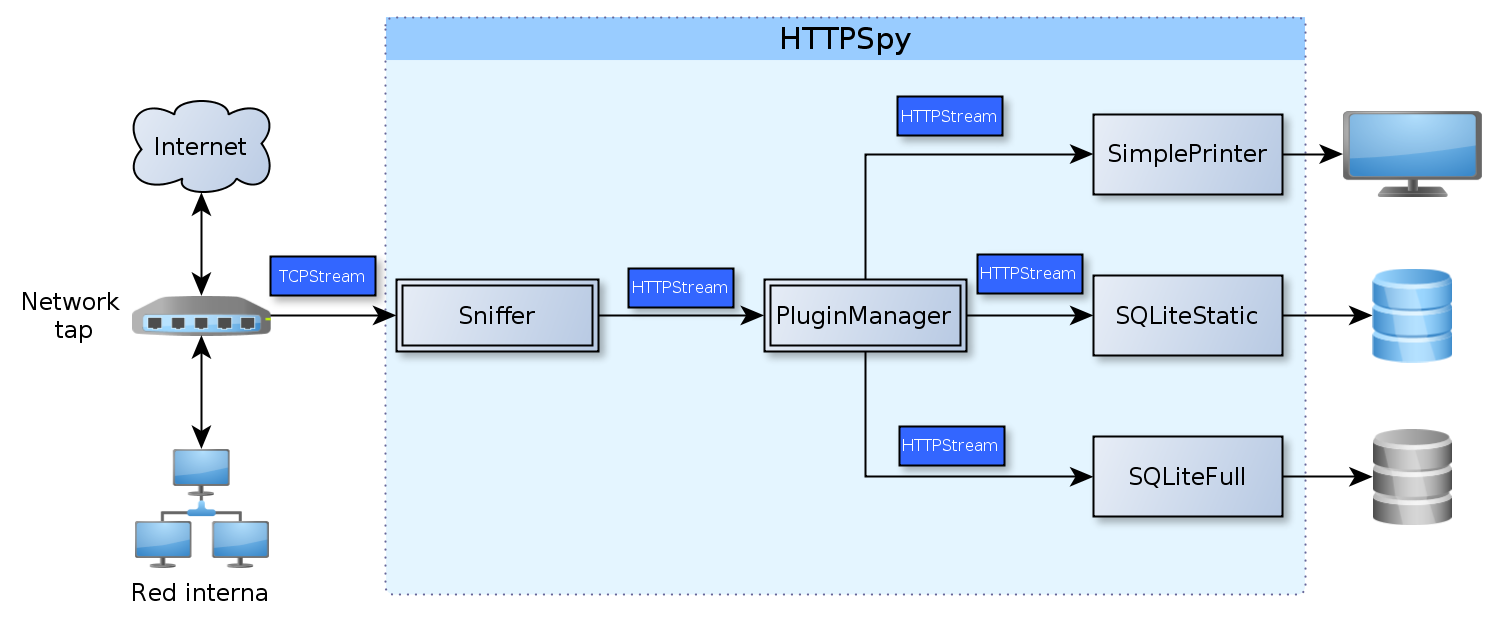 HTTPSpy
HTTPStream
Internet
SimplePrinter
HTTPStream
TCPStream
HTTPStream
Network
tap
Sniffer
PluginManager
SQLiteStatic
HTTPStream
SQLiteFull
Red interna